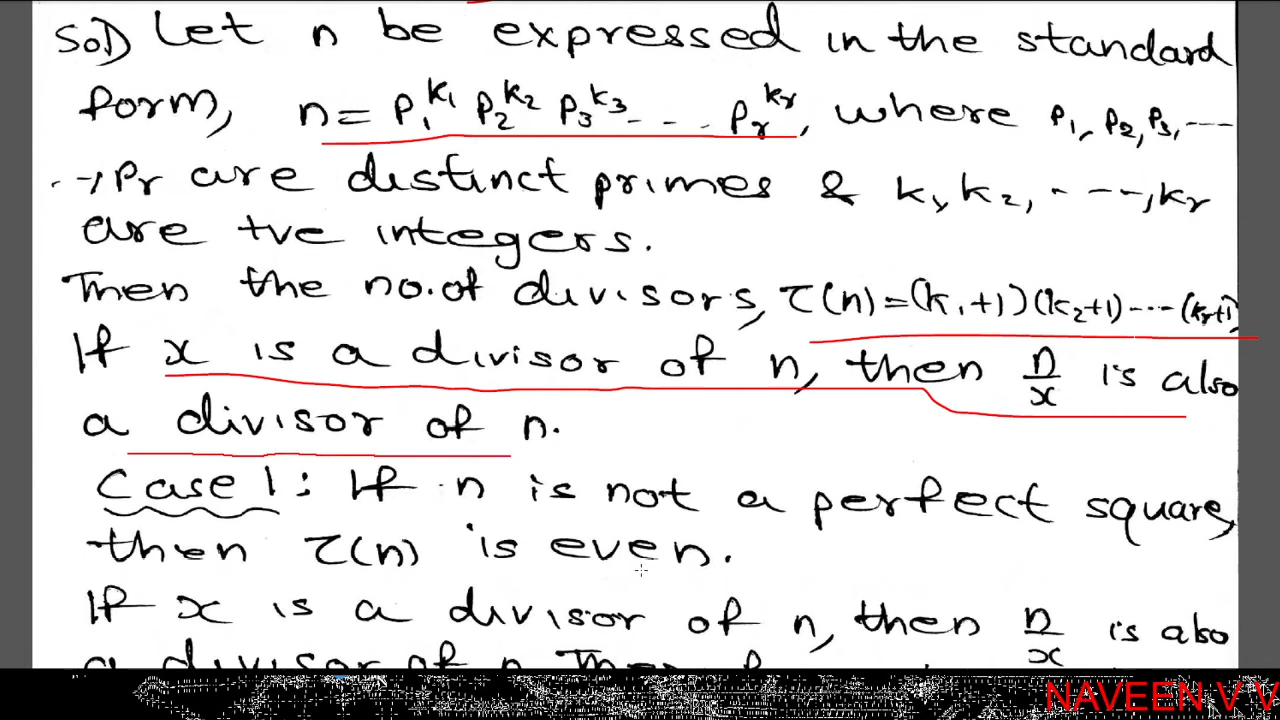 Sol Let n be expressed in the standard
form, n = p₁^k₁ p₂^k₂ p₃^k₃ ... ... pᵣ^kᵣ, where p₁, p₂, p₃, ....
..., pᵣ are distinct primes & k₁, k₂, ....., kᵣ
are +ve integers.
Then the no. of divisors, τ(n) = (k₁+1)(k₂+1)....(kᵣ+1)
If x is a divisor of n, then n/x is also
a divisor of n.
Case 1: If n is not a perfect square,
then τ(n) is even.
If x is a divisor of n, then n/x is also
a divisor of n.
NAVEEN V V